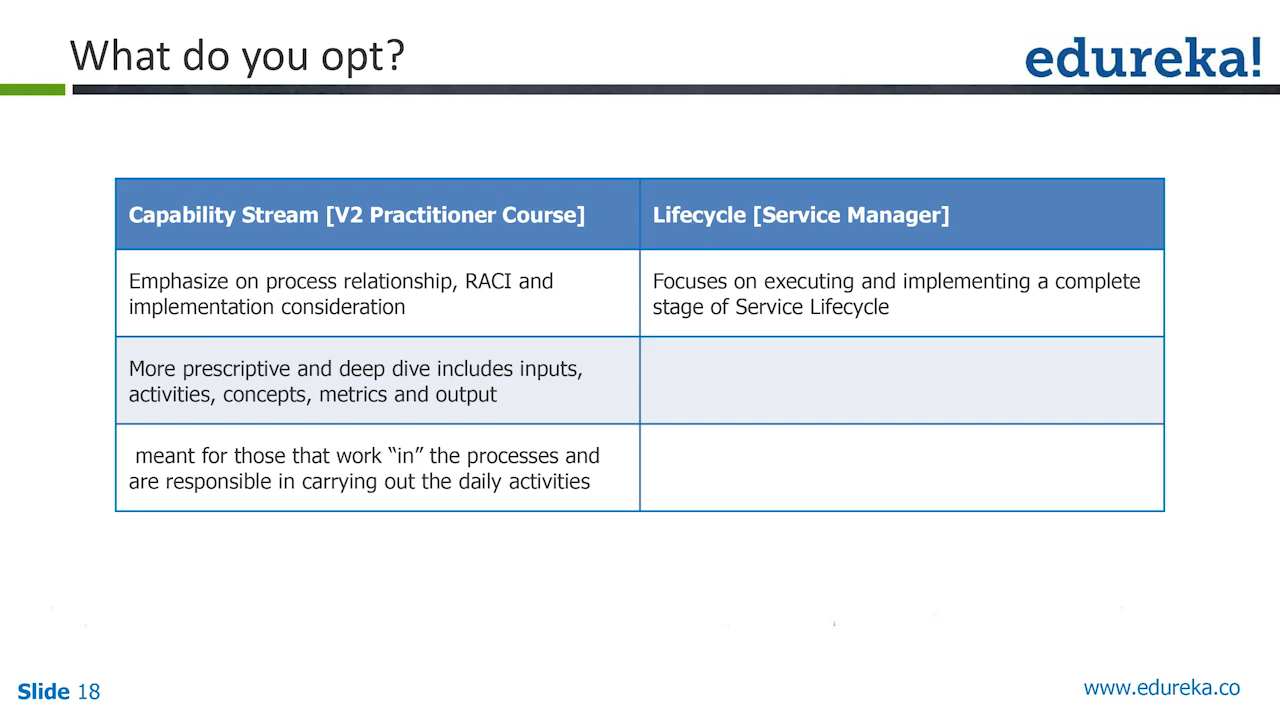 What do you opt?
edureka!
Capability Stream [V2 Practitioner Course]
Lifecycle [Service Manager]
Emphasize on process relationship, RACI and
implementation consideration
Focuses on executing and implementing a complete
stage of Service Lifecycle
More prescriptive and deep dive includes inputs,
activities, concepts, metrics and output
meant for those that work “in” the processes and
are responsible in carrying out the daily activities
Slide 18
www.edureka.co